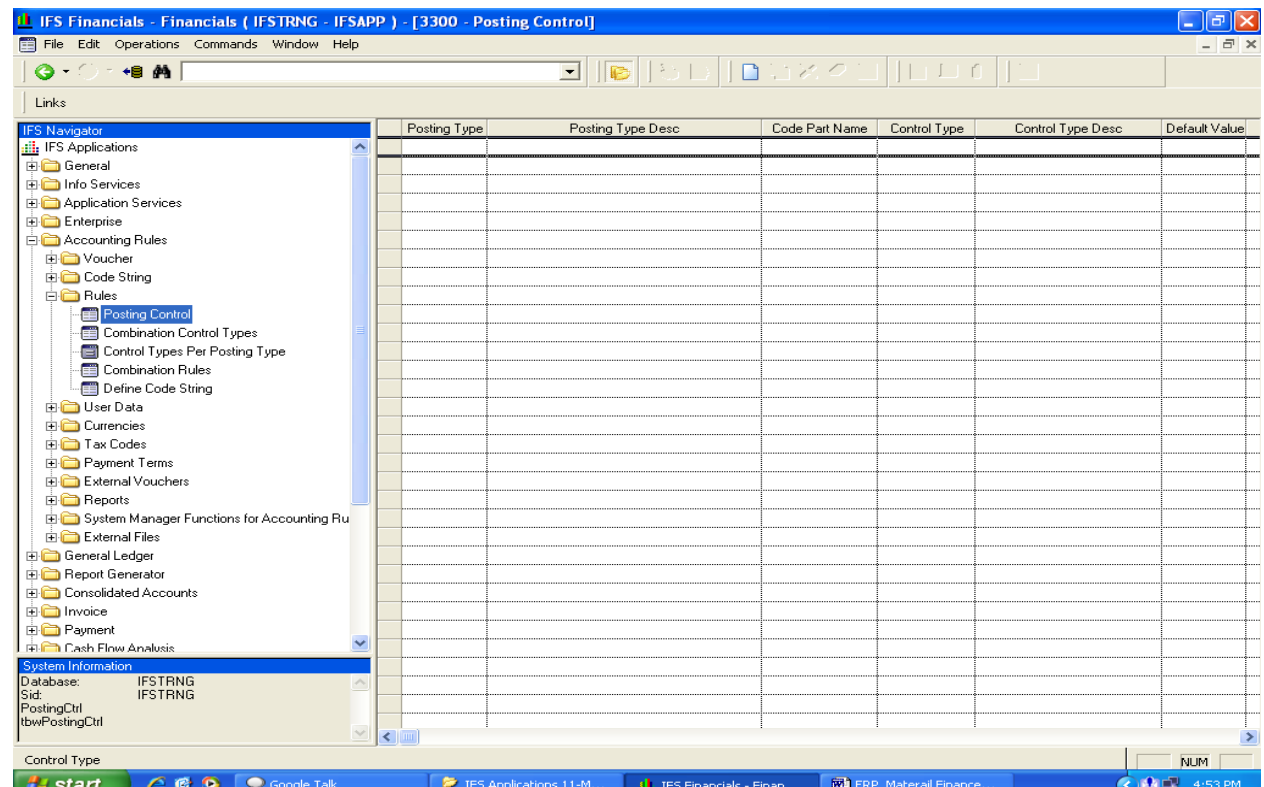 IFS Financials - Financials ( IFSTRNG - IFSAPP ) - [3300 - Posting Control]
File Edit Operations Commands Window Help
Links
IFS Navigator
IFS Applications
General
Info Services
Application Services
Enterprise
Accounting Rules
Voucher
Code String
Rules
Posting Control
Combination Control Types
Control Types Per Posting Type
Combination Rules
Define Code String
User Data
Currencies
Tax Codes
Payment Terms
External Vouchers
Reports
System Manager Functions for Accounting Ru
External Files
General Ledger
Report Generator
Consolidated Accounts
Invoice
Payment
Cash Flow Analysis
Posting Type Posting Type Desc Code Part Name Control Type Control Type Desc Default Value
System Information
Database: IFSTRNG
Sid: IFSTRNG
PostingCtrl
tbwPostingCtrl
Control Type NUM
start Google Talk IFS Applications 11-M... IFS Financials - Finan... ERP_Materail Finance... 4:53 PM